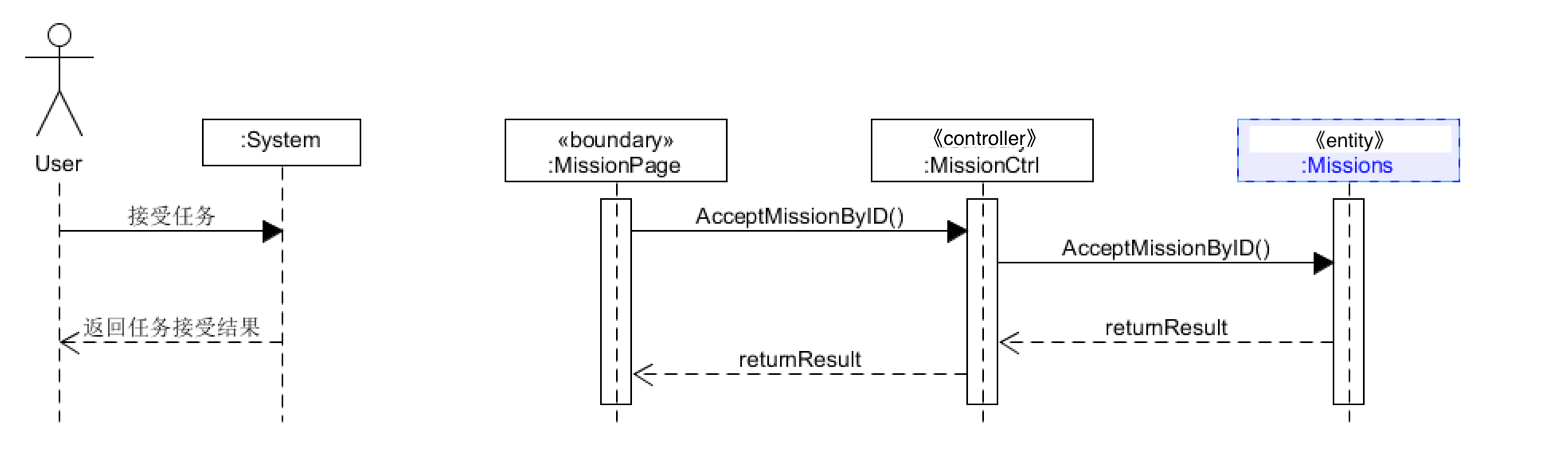 User
:System
接受任务
返回任务接受结果
«boundary»
:MissionPage
《controller》
:MissionCtrl
《entity》
:Missions
AcceptMissionByID()
AcceptMissionByID()
returnResult
returnResult